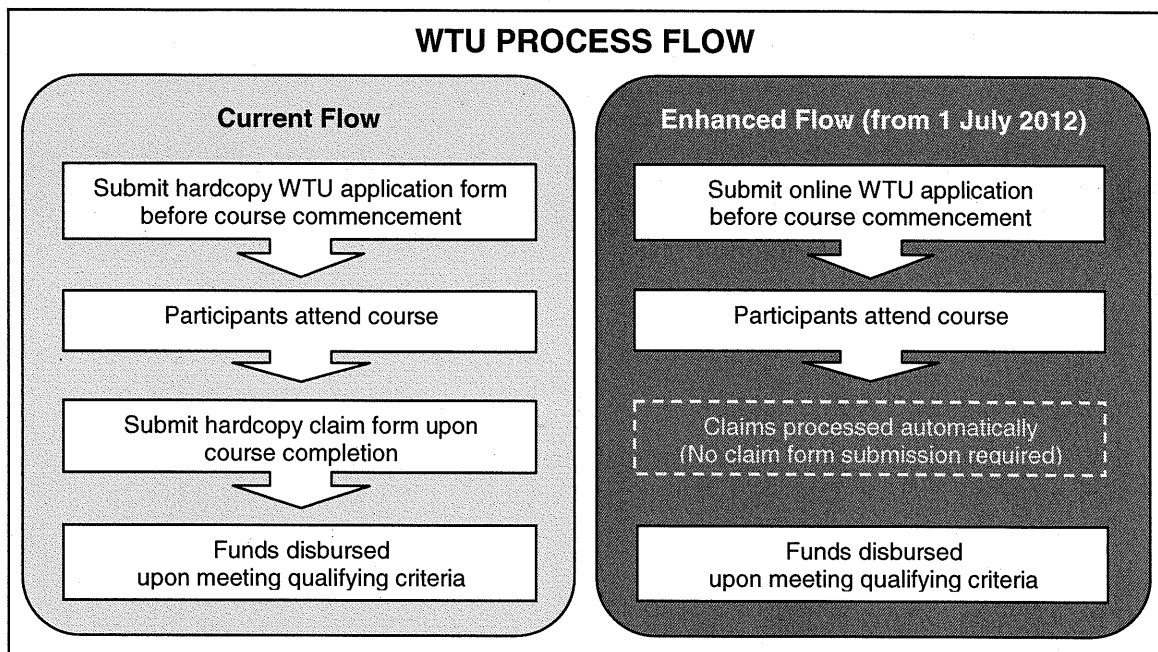 WTU PROCESS FLOW
Current Flow
Submit hardcopy WTU application form
before course commencement
Participants attend course
Submit hardcopy claim form upon
course completion
Funds disbursed
upon meeting qualifying criteria
Enhanced Flow (from 1 July 2012)
Submit online WTU application
before course commencement
Participants attend course
Claims processed automatically
(No claim form submission required)
Funds disbursed
upon meeting qualifying criteria